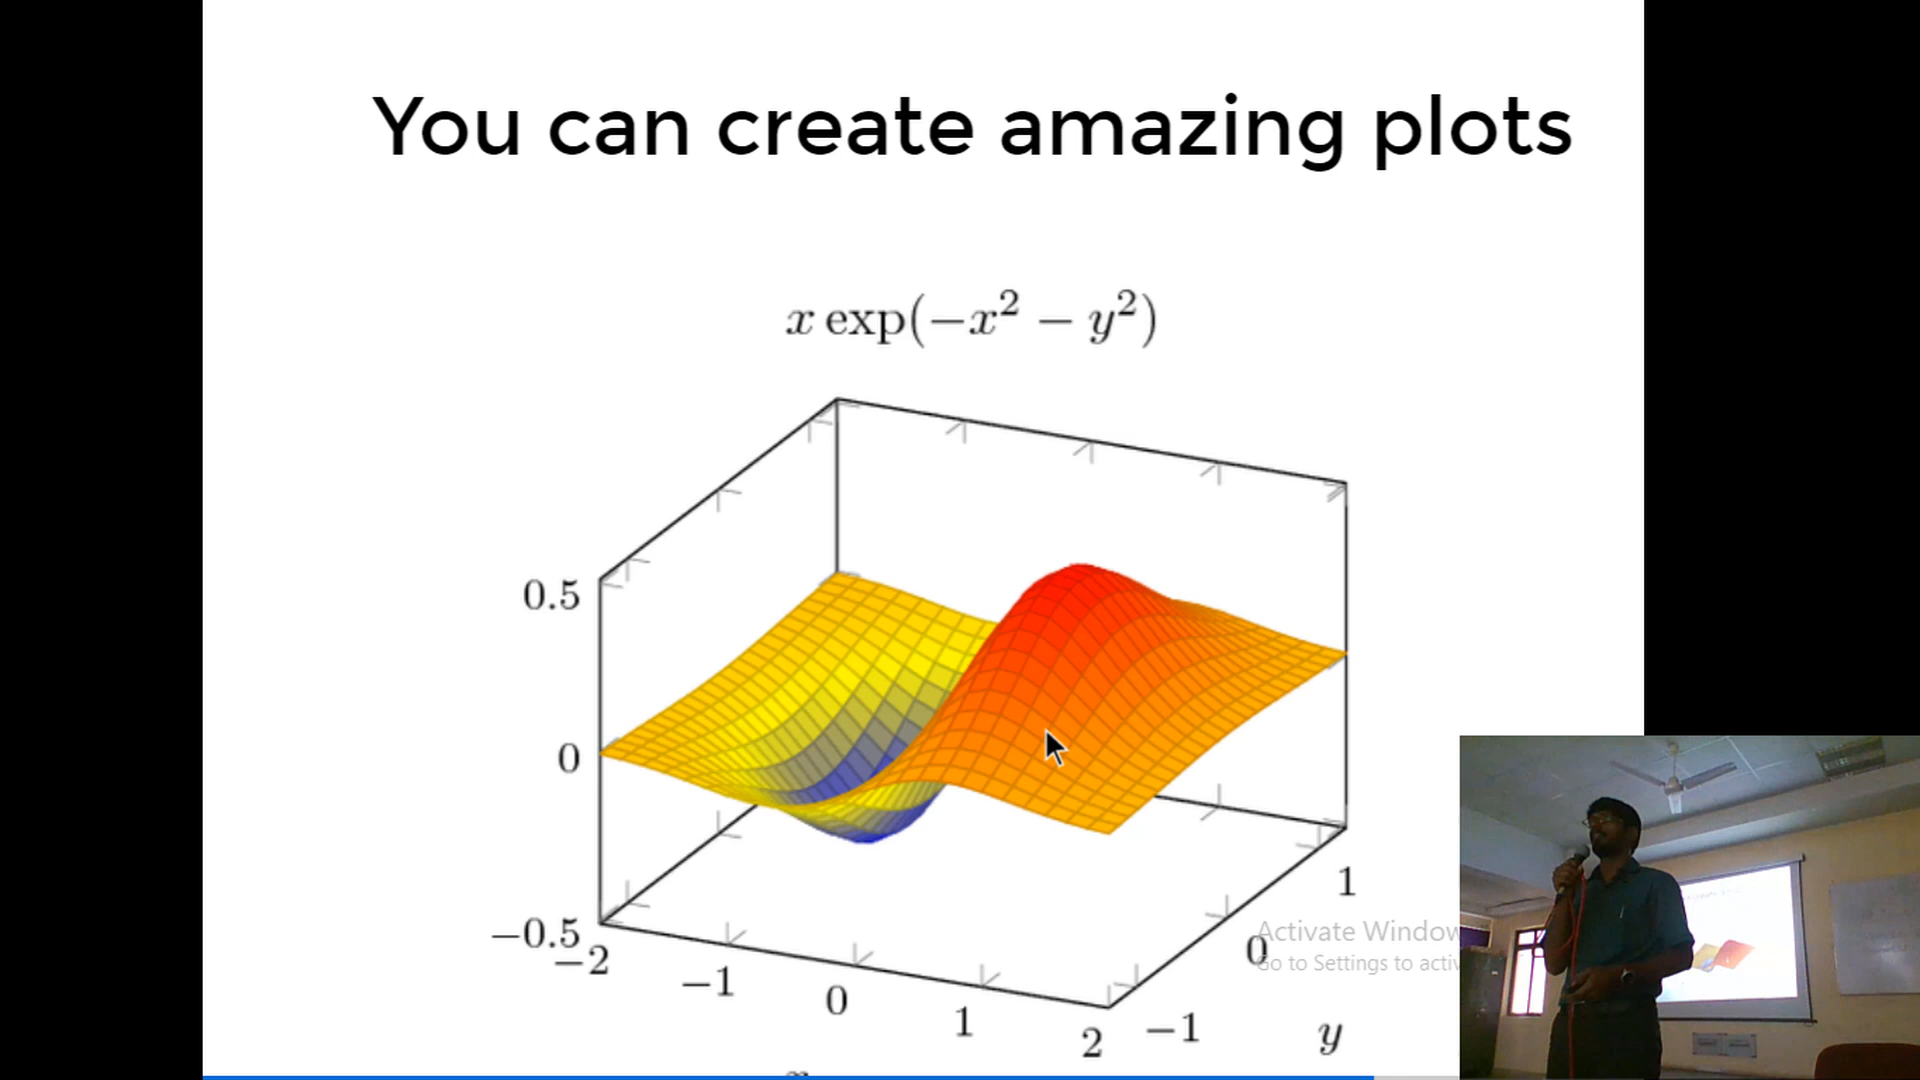 You can create amazing plots
x exp(−x² − y²)
0.5
0
−0.5
−2
−1
0
1
2
−1
0
1
y
Activate Window
Go to Settings to activ